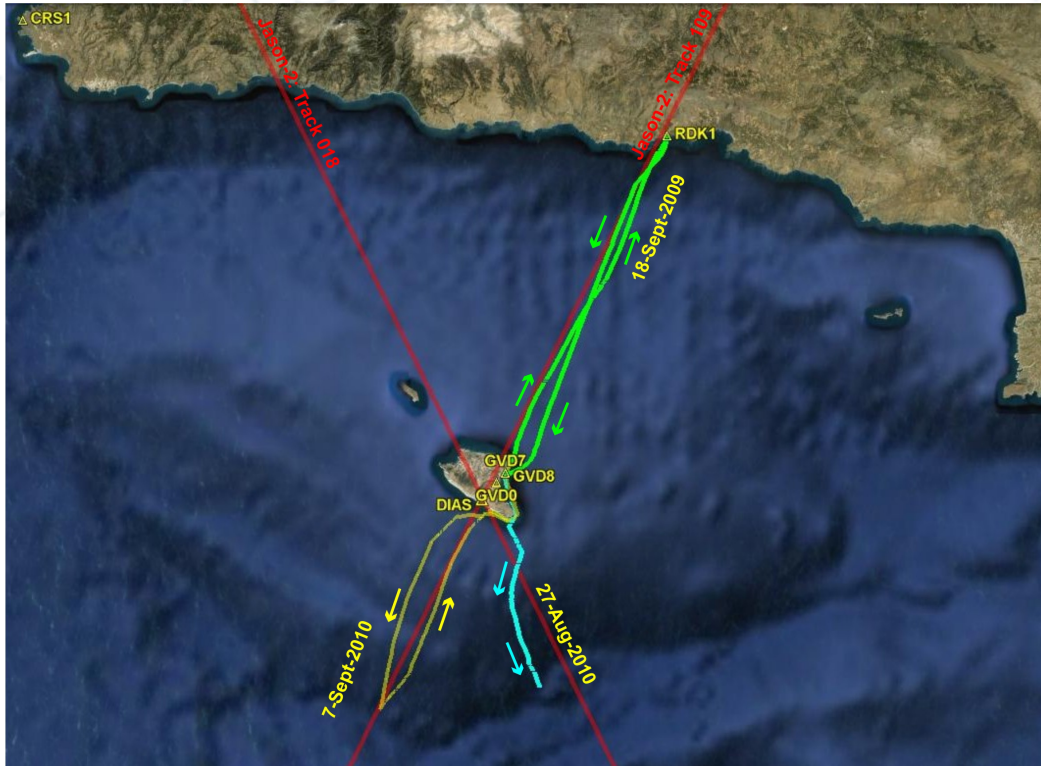 CRS1
Jason-2: Track 018
Jason-2: Track 109
RDK1
18-Sept-2009
GVD7
GVD8
GVD0
DIAS
27-Aug-2010
7-Sept-2010